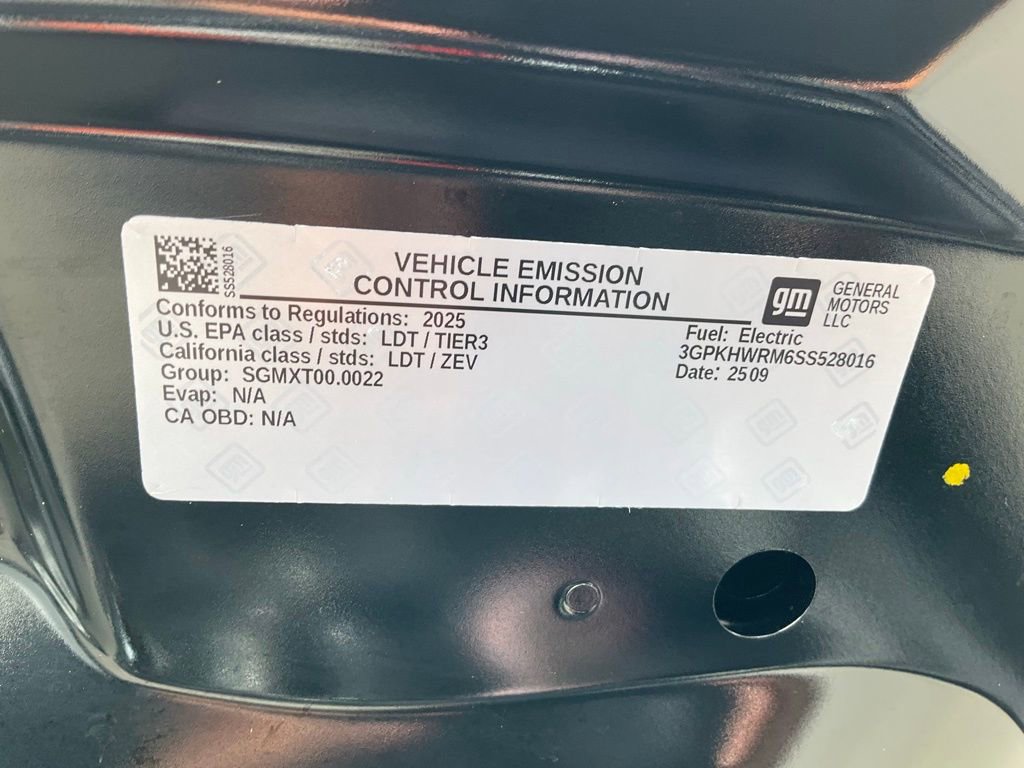 SS528016
VEHICLE EMISSION
CONTROL INFORMATION
gm
GENERAL
MOTORS
LLC
Conforms to Regulations: 2025
U.S. EPA class / stds: LDT / TIER3
California class / stds: LDT / ZEV
Group: SGMXT00.0022
Evap: N/A
CA OBD: N/A
Fuel: Electric
3GPKHWRM6SS528016
Date: 2509